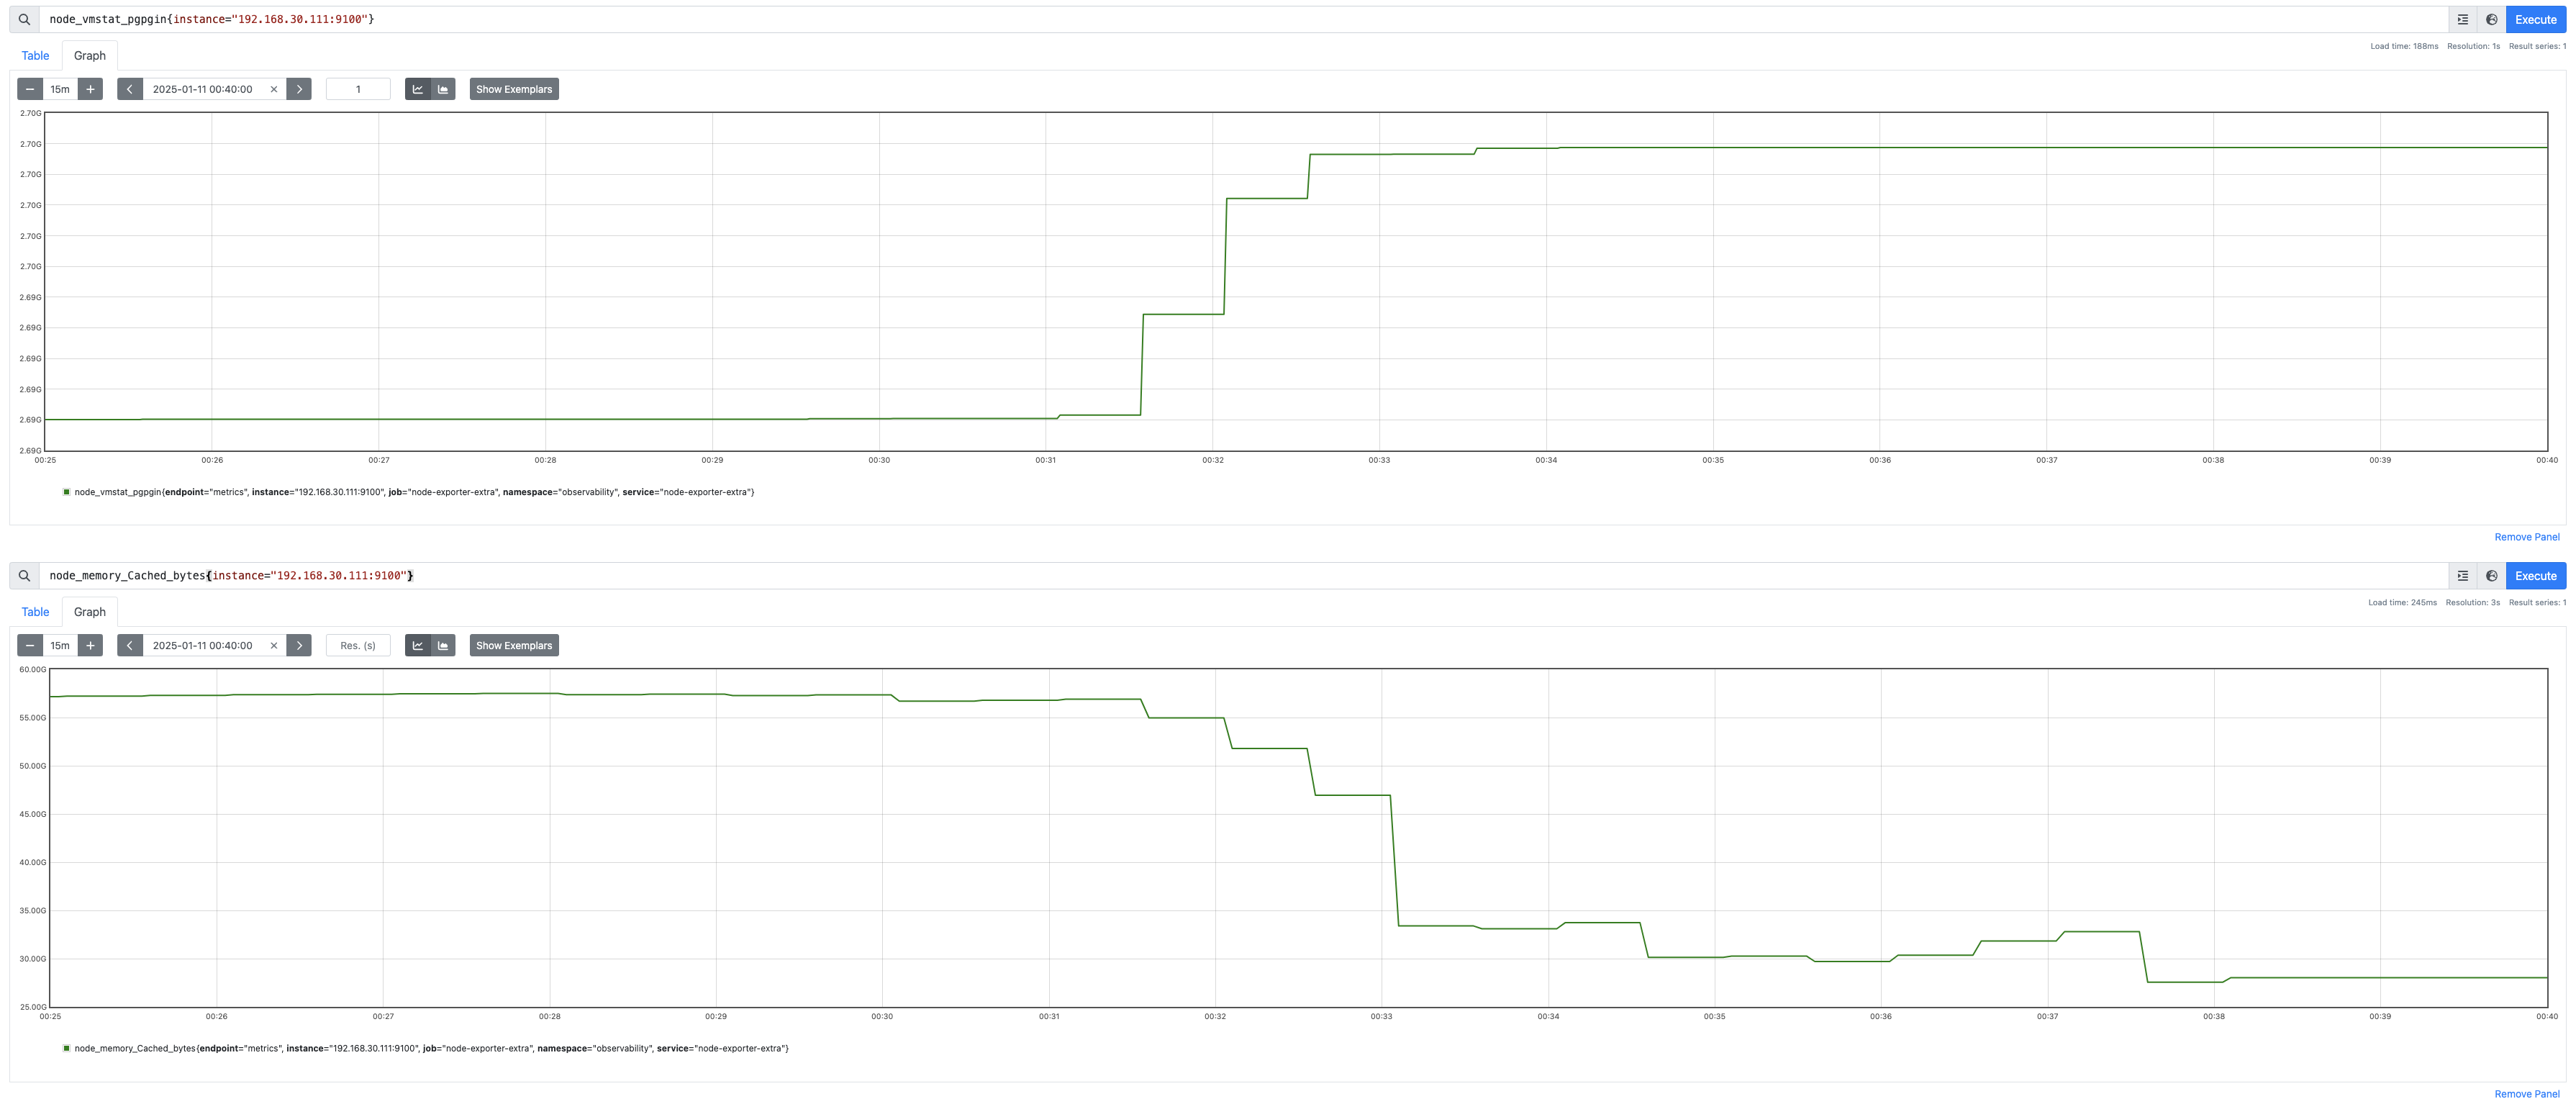 node_vmstat_pgpgin{instance="192.168.30.111:9100"}
Execute
Table Graph
Load time: 188ms Resolution: 1s Result series: 1
15m 2025-01-11 00:40:00 1 Show Exemplars
2.70G
2.70G
2.70G
2.70G
2.70G
2.70G
2.69G
2.69G
2.69G
2.69G
2.69G
2.69G
00:25 00:26 00:27 00:28 00:29 00:30 00:31 00:32 00:33 00:34 00:35 00:36 00:37 00:38 00:39 00:40
node_vmstat_pgpgin{endpoint="metrics", instance="192.168.30.111:9100", job="node-exporter-extra", namespace="observability", service="node-exporter-extra"}
Remove Panel
node_memory_Cached_bytes{instance="192.168.30.111:9100"}
Execute
Table Graph
Load time: 245ms Resolution: 3s Result series: 1
15m 2025-01-11 00:40:00 Res. (s) Show Exemplars
60.00G
55.00G
50.00G
45.00G
40.00G
35.00G
30.00G
25.00G
00:25 00:26 00:27 00:28 00:29 00:30 00:31 00:32 00:33 00:34 00:35 00:36 00:37 00:38 00:39 00:40
node_memory_Cached_bytes{endpoint="metrics", instance="192.168.30.111:9100", job="node-exporter-extra", namespace="observability", service="node-exporter-extra"}
Remove Panel